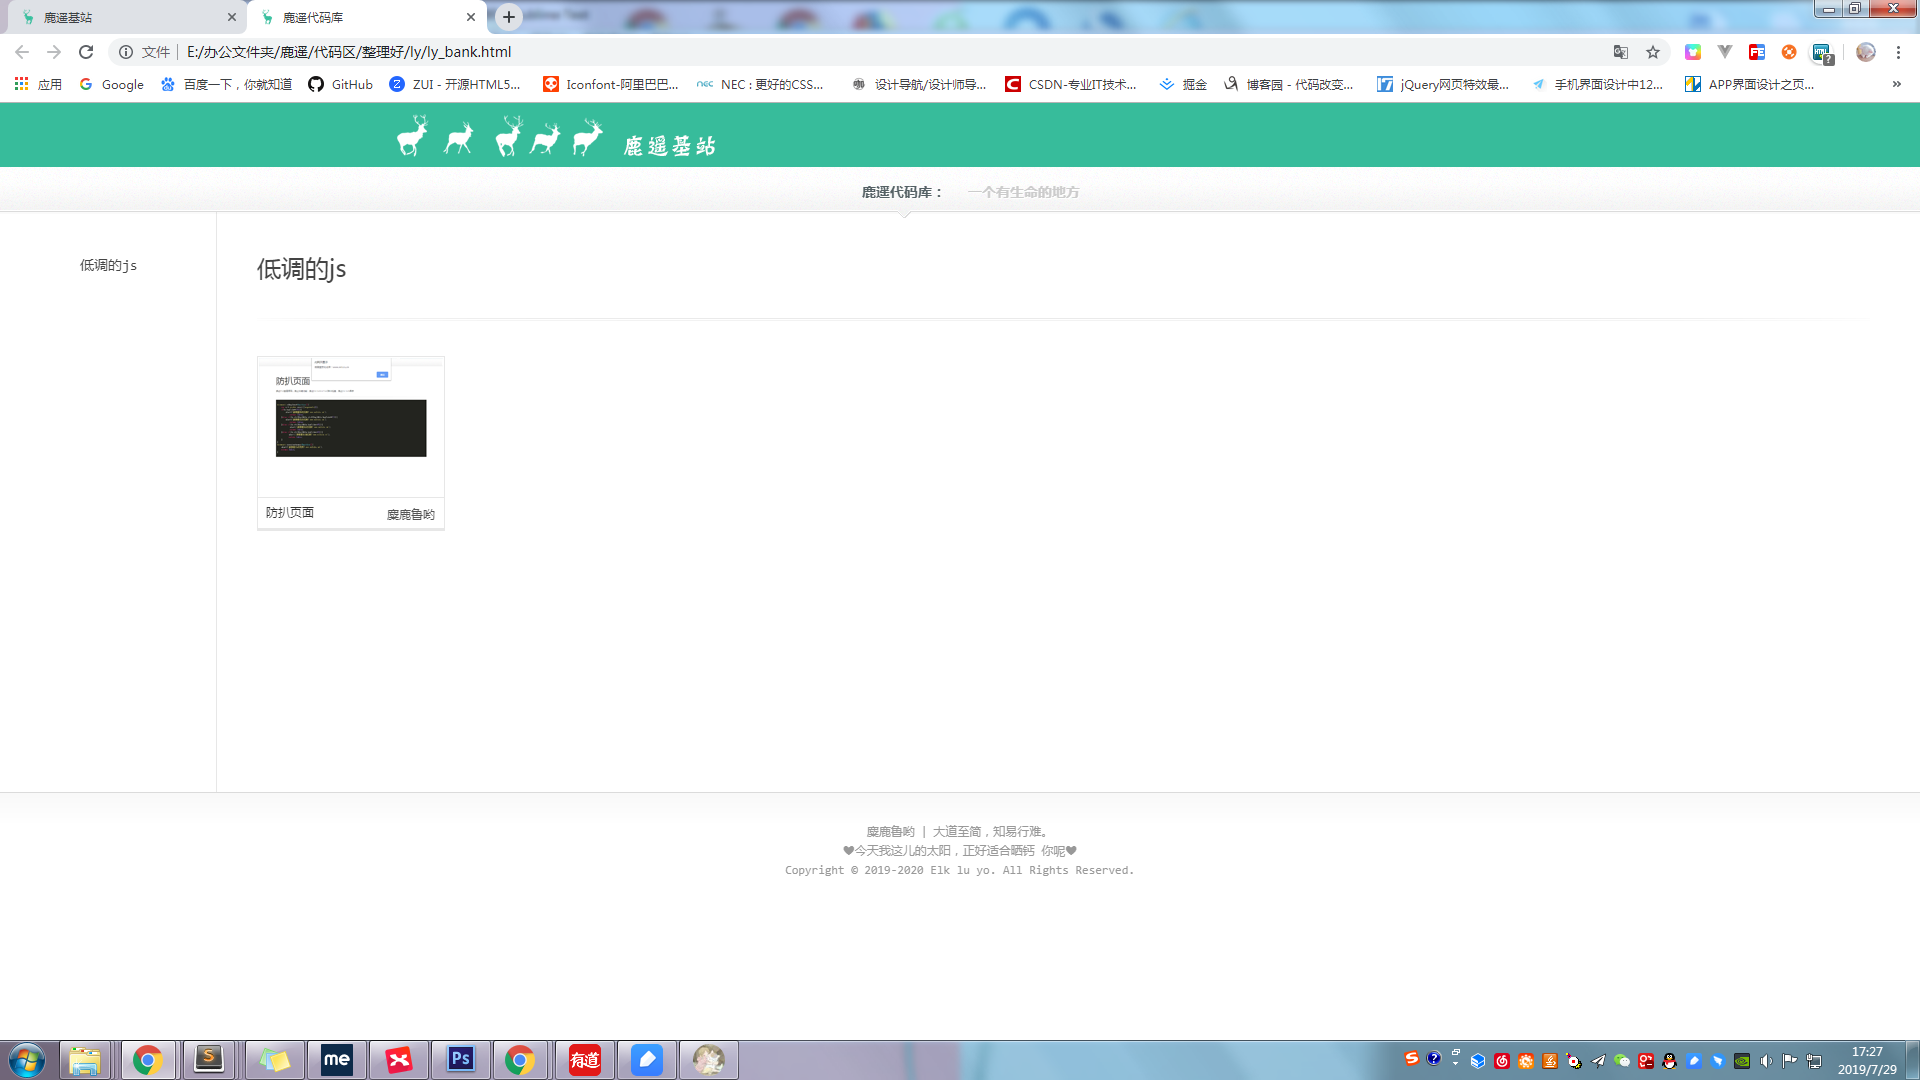 鹿遥基站
鹿遥代码库
文件 E:/办公文件夹/鹿遥/代码区/整理好/ly/ly_bank.html
应用 Google 百度一下，你就知道 GitHub ZUI - 开源HTML5... Iconfont-阿里巴巴... NEC : 更好的CSS... 设计导航/设计师导... CSDN-专业IT技术... 掘金 博客园 - 代码改变... jQuery网页特效最... 手机界面设计中12... APP界面设计之页... »
鹿遥基站
鹿遥代码库： 一个有生命的地方
低调的js
低调的js
防扒页面
防扒页面 麋鹿鲁哟
麋鹿鲁哟 | 大道至简，知易行难。
♥今天我这儿的太阳，正好适合晒钙 你呢♥
Copyright © 2019-2020 Elk lu yo. All Rights Reserved.
me Ps 有道
17:27
2019/7/29